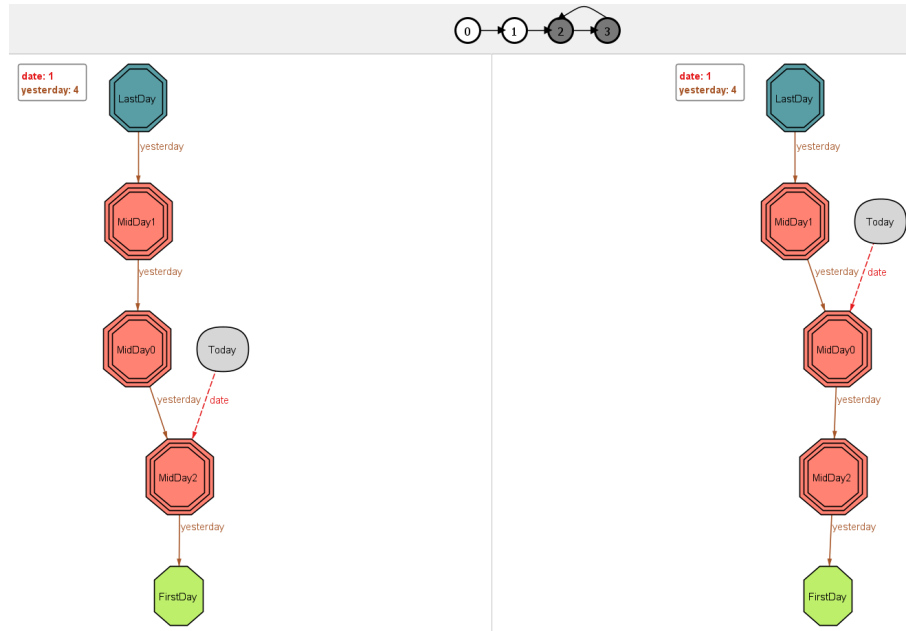 0 1 2 3
date: 1
yesterday: 4
LastDay
yesterday
MidDay1
yesterday
MidDay0
Today
yesterday
date
MidDay2
yesterday
FirstDay
date: 1
yesterday: 4
LastDay
yesterday
MidDay1
Today
yesterday
date
MidDay0
yesterday
MidDay2
yesterday
FirstDay